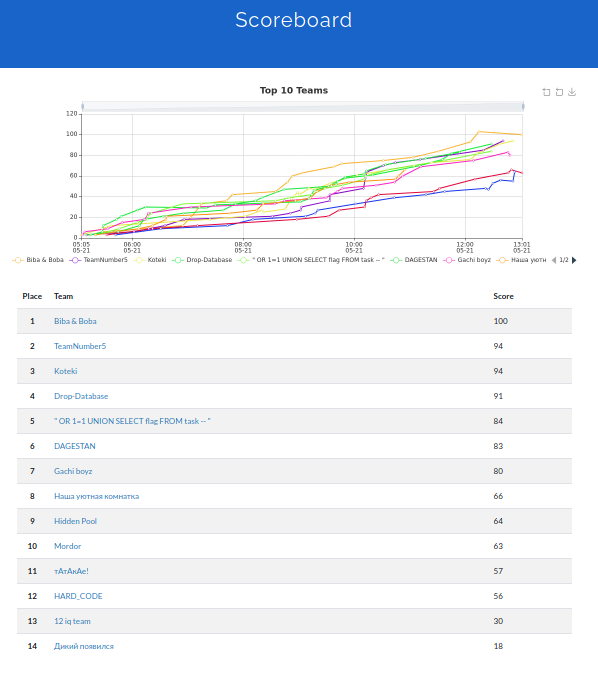 Scoreboard
Top 10 Teams
120
100
80
60
40
20
0
05:05 06:00 08:00 10:00 12:00 13:01
05-21 05-21 05-21 05-21 05-21 05-21
Biba & Boba TeamNumber5 Koteki Drop-Database " OR 1=1 UNION SELECT flag FROM task -- " DAGESTAN Gachi boyz Наша уютн 1/2
Place Team Score
1 Biba & Boba 100
2 TeamNumber5 94
3 Koteki 94
4 Drop-Database 91
5 " OR 1=1 UNION SELECT flag FROM task -- " 84
6 DAGESTAN 83
7 Gachi boyz 80
8 Наша уютная комнатка 66
9 Hidden Pool 64
10 Mordor 63
11 тАтАкАе! 57
12 HARD_CODE 56
13 12 iq team 30
14 Дикий появился 18